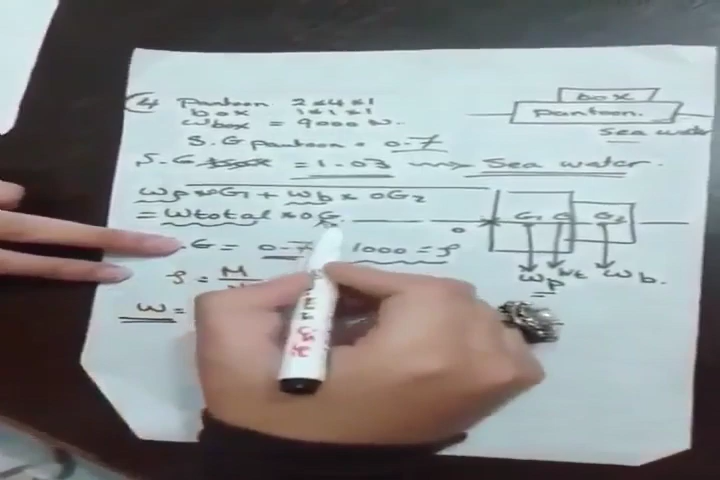 4 Pantoon 2*4*1
box 1*1*1
Wbox = 9000 N.
S.G pantoon = 0.7
S.G = 1.03 Sea water.
box
Pantoon.
Sea water
Wp * OG1 + Wb * OG2
= Wtotal * OG.
G = 0.7 1000 = ρ
ρ = M
W =
o G1 G G2
Wp Wt Wb.